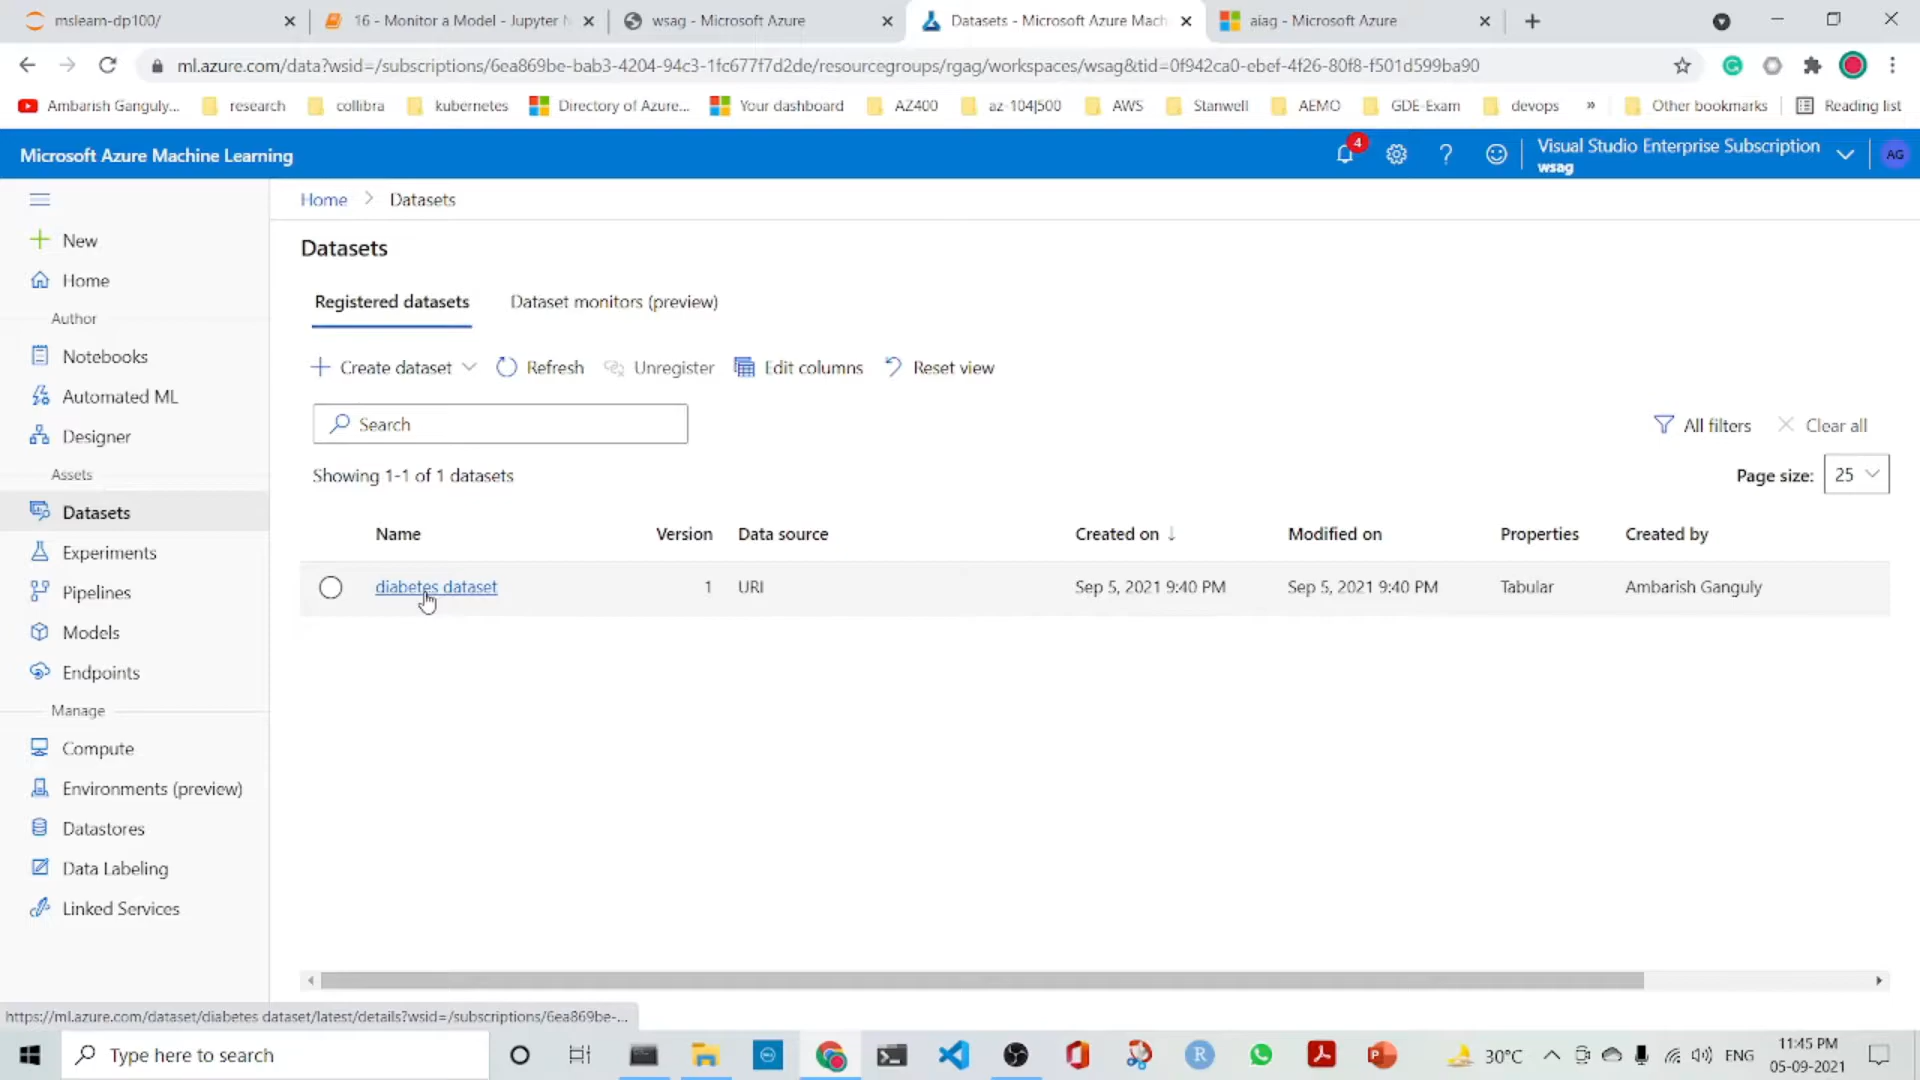 mslearn-dp100/
16 - Monitor a Model - Jupyter N
wsag - Microsoft Azure
Datasets - Microsoft Azure Mach
aiag - Microsoft Azure
ml.azure.com/data?wsid=/subscriptions/6ea869be-bab3-4204-94c3-1fc677f7d2de/resourcegroups/rgag/workspaces/wsag&tid=0f942ca0-ebef-4f26-80f8-f501d599ba90
Ambarish Ganguly...
research
collibra
kubernetes
Directory of Azure...
Your dashboard
AZ400
az-104|500
AWS
Stanwell
AEMO
GDE-Exam
devops
»
Other bookmarks
Reading list
Microsoft Azure Machine Learning
4
?
Visual Studio Enterprise Subscription
wsag
AG
New
Home
Author
Notebooks
Automated ML
Designer
Assets
Datasets
Experiments
Pipelines
Models
Endpoints
Manage
Compute
Environments (preview)
Datastores
Data Labeling
Linked Services
Home > Datasets
Datasets
Registered datasets
Dataset monitors (preview)
Create dataset
Refresh
Unregister
Edit columns
Reset view
Search
All filters
Clear all
Showing 1-1 of 1 datasets
Page size: 25
Name Version Data source Created on ↓ Modified on Properties Created by
diabetes dataset 1 URI Sep 5, 2021 9:40 PM Sep 5, 2021 9:40 PM Tabular Ambarish Ganguly
https://ml.azure.com/dataset/diabetes dataset/latest/details?wsid=/subscriptions/6ea869be-...
Type here to search
30°C
ENG
11:45 PM
05-09-2021